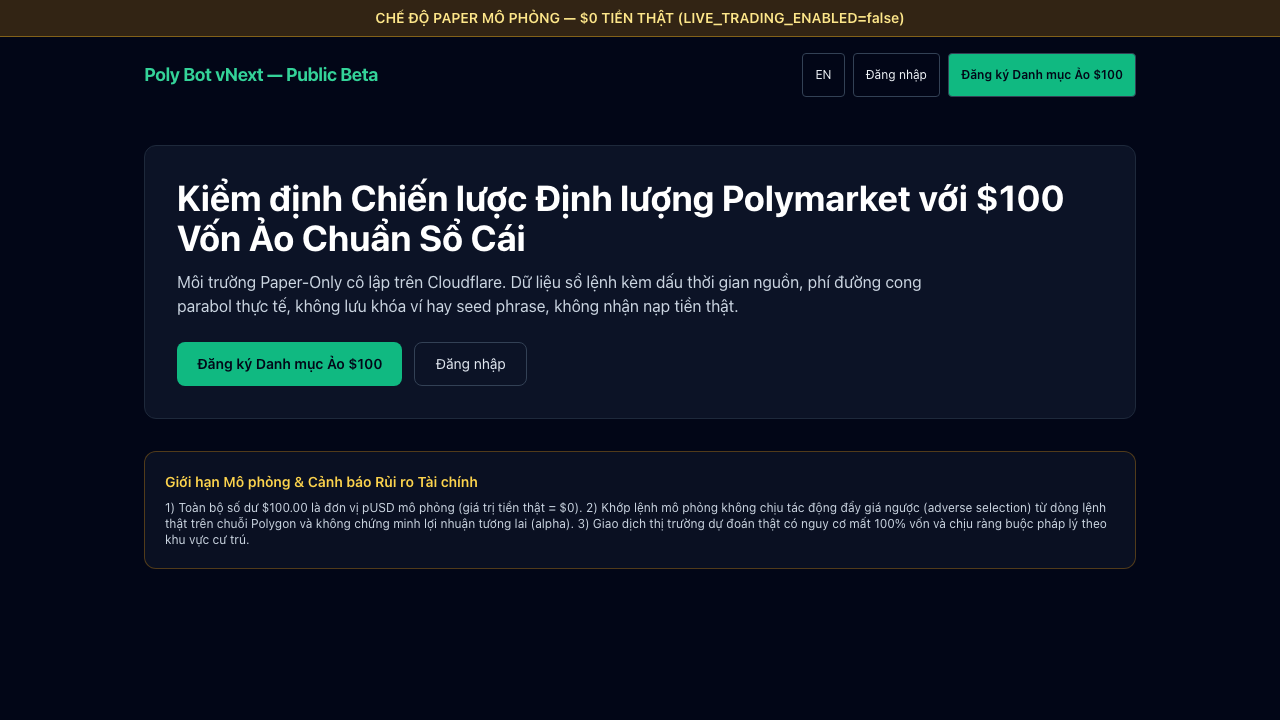 CHẾ ĐỘ PAPER MÔ PHỎNG — $0 TIỀN THẬT (LIVE_TRADING_ENABLED=false)
Poly Bot vNext — Public Beta
EN
Đăng nhập
Đăng ký Danh mục Ảo $100
Kiểm định Chiến lược Định lượng Polymarket với $100
Vốn Ảo Chuẩn Sổ Cái
Môi trường Paper-Only cô lập trên Cloudflare. Dữ liệu sổ lệnh kèm dấu thời gian nguồn, phí đường cong
parabol thực tế, không lưu khóa ví hay seed phrase, không nhận nạp tiền thật.
Đăng ký Danh mục Ảo $100
Đăng nhập
Giới hạn Mô phỏng & Cảnh báo Rủi ro Tài chính
1) Toàn bộ số dư $100.00 là đơn vị pUSD mô phỏng (giá trị tiền thật = $0). 2) Khớp lệnh mô phỏng không chịu tác động đẩy giá ngược (adverse selection) từ dòng lệnh
thật trên chuỗi Polygon và không chứng minh lợi nhuận tương lai (alpha). 3) Giao dịch thị trường dự đoán thật có nguy cơ mất 100% vốn và chịu ràng buộc pháp lý theo
khu vực cư trú.